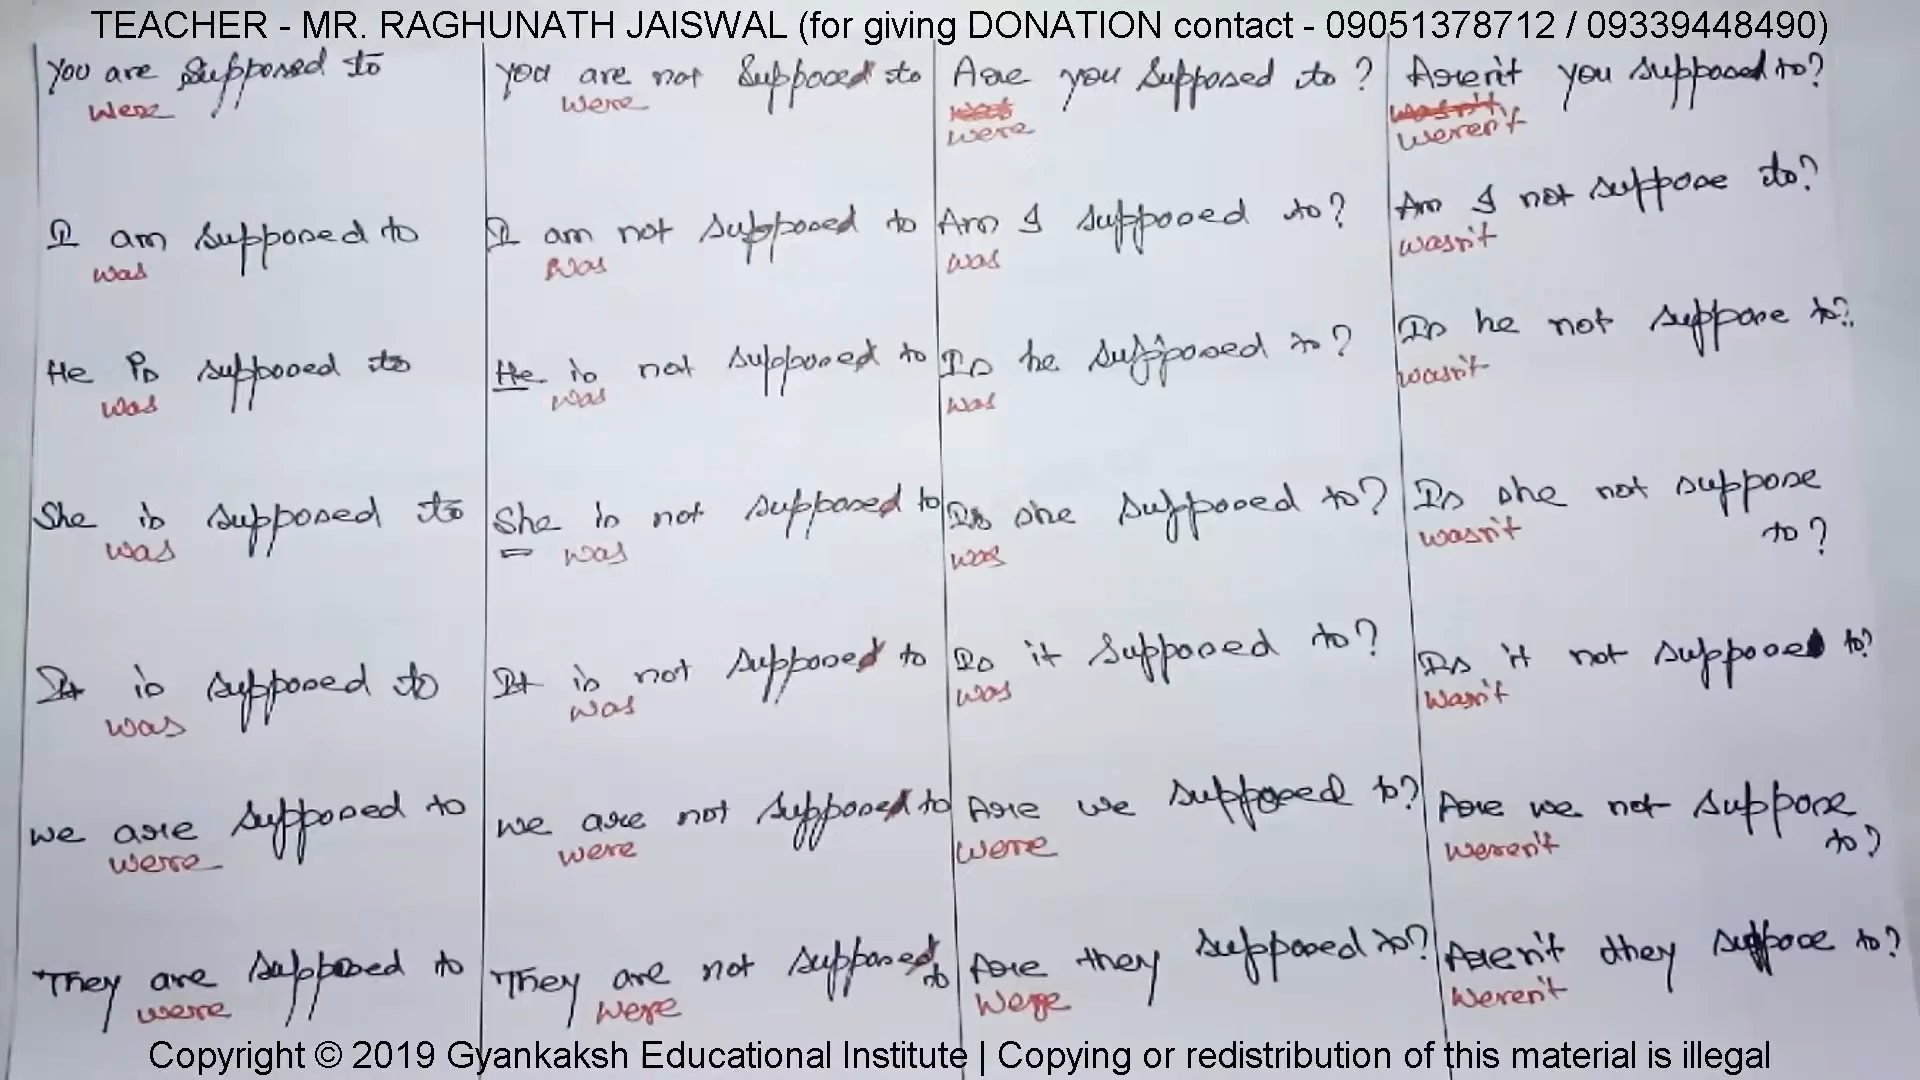 TEACHER - MR. RAGHUNATH JAISWAL (for giving DONATION contact - 09051378712 / 09339448490)
You are supposed to
were
you are not supposed to
were
Are you supposed to ?
were
Aren't you supposed to?
wasn't
weren't
I am supposed to
was
I am not supposed to
was
Am I supposed to?
was
Am I not suppose to?
wasn't
He is supposed to
was
He is not supposed to
was
Is he supposed to?
was
Is he not suppose to?
wasn't
She is supposed to
was
She is not supposed to
was
Is she supposed to?
was
Is she not suppose
to?
wasn't
It is supposed to
was
It is not supposed to
was
Is it supposed to?
was
Is it not supposed to?
wasn't
we are supposed to
were
we are not supposed to
were
Are we supposed to?
were
Are we not suppose
to?
weren't
They are supposed to
were
They are not supposed
to
were
Are they supposed to?
were
Aren't they suppose to?
weren't
Copyright © 2019 Gyankaksh Educational Institute | Copying or redistribution of this material is illegal